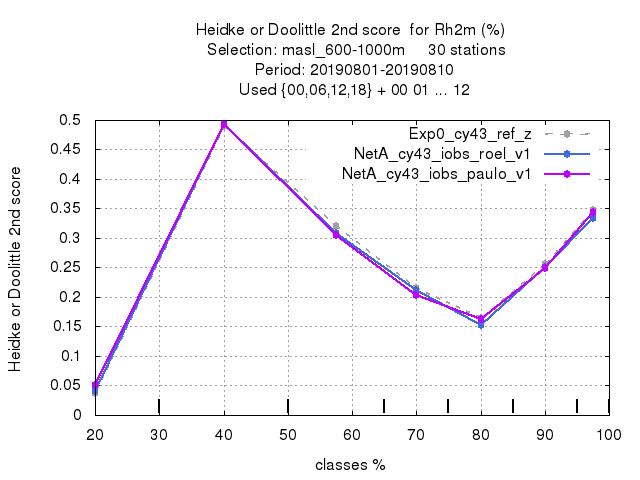 Heidke or Doolittle 2nd score for Rh2m (%)
Selection: masl_600-1000m 30 stations
Period: 20190801-20190810
Used {00,06,12,18} + 00 01 ... 12
Exp0_cy43_ref_z
NetA_cy43_iobs_roel_v1
NetA_cy43_iobs_paulo_v1
Heidke or Doolittle 2nd score
0.5
0.45
0.4
0.35
0.3
0.25
0.2
0.15
0.1
0.05
0
20 30 40 50 60 70 80 90 100
classes %